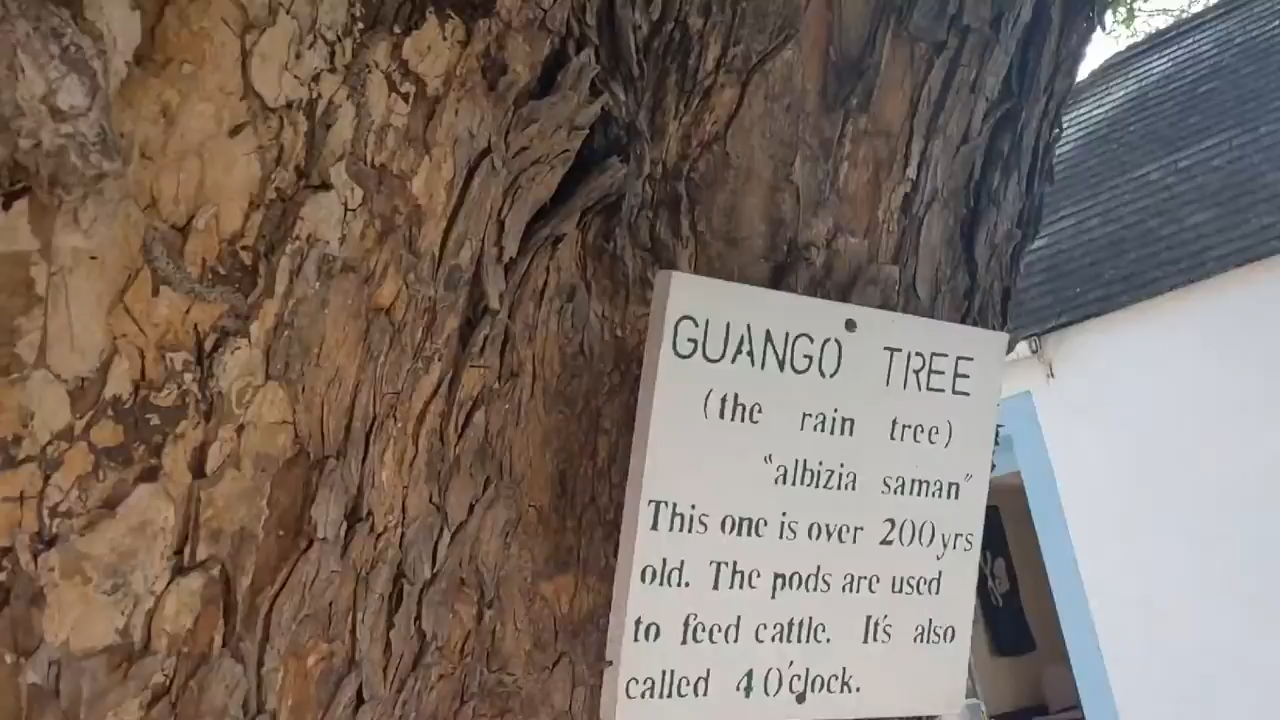 GUANGO TREE
(the rain tree)
"albizia saman"
This one is over 200yrs
old. The pods are used
to feed cattle. It's also
called 4 O'clock.